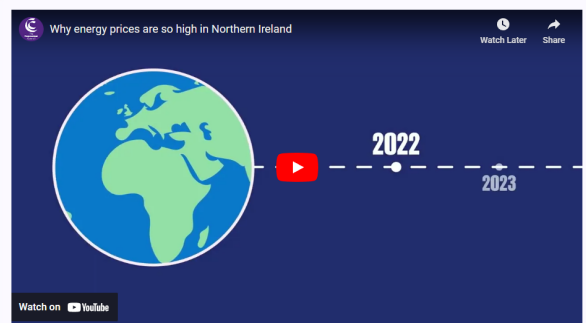 Why energy prices are so high in Northern Ireland
Watch Later
Share
2022
2023
Watch on YouTube